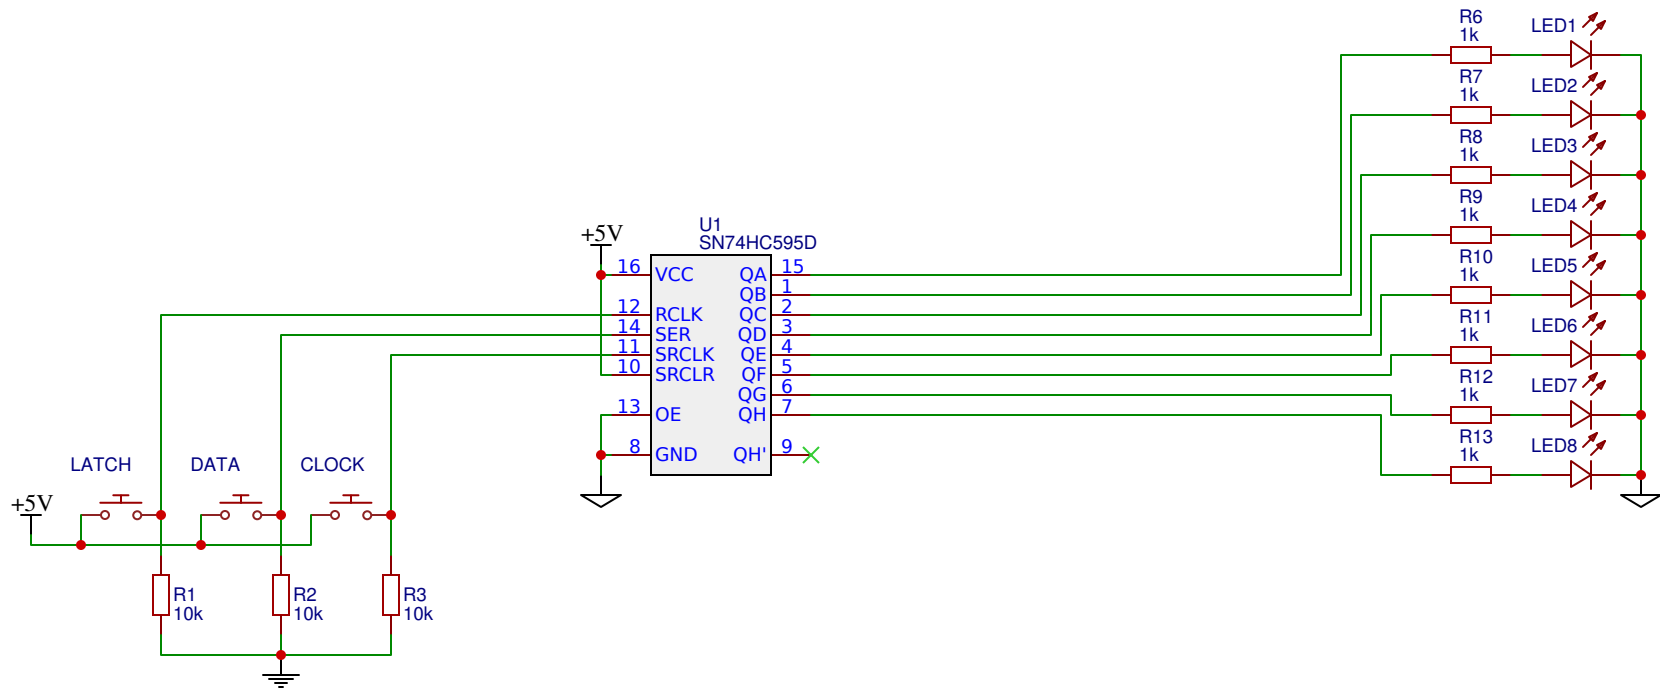 R6
1k
LED1
R7
1k
LED2
R8
1k
LED3
R9
1k
LED4
R10
1k
LED5
R11
1k
LED6
R12
1k
LED7
R13
1k
LED8
U1
SN74HC595D
+5V
16 VCC QA 15
QB 1
12 RCLK QC 2
14 SER QD 3
11 SRCLK QE 4
10 SRCLR QF 5
QG 6
13 OE QH 7
8 GND QH' 9
LATCH DATA CLOCK
+5V
R1
10k
R2
10k
R3
10k